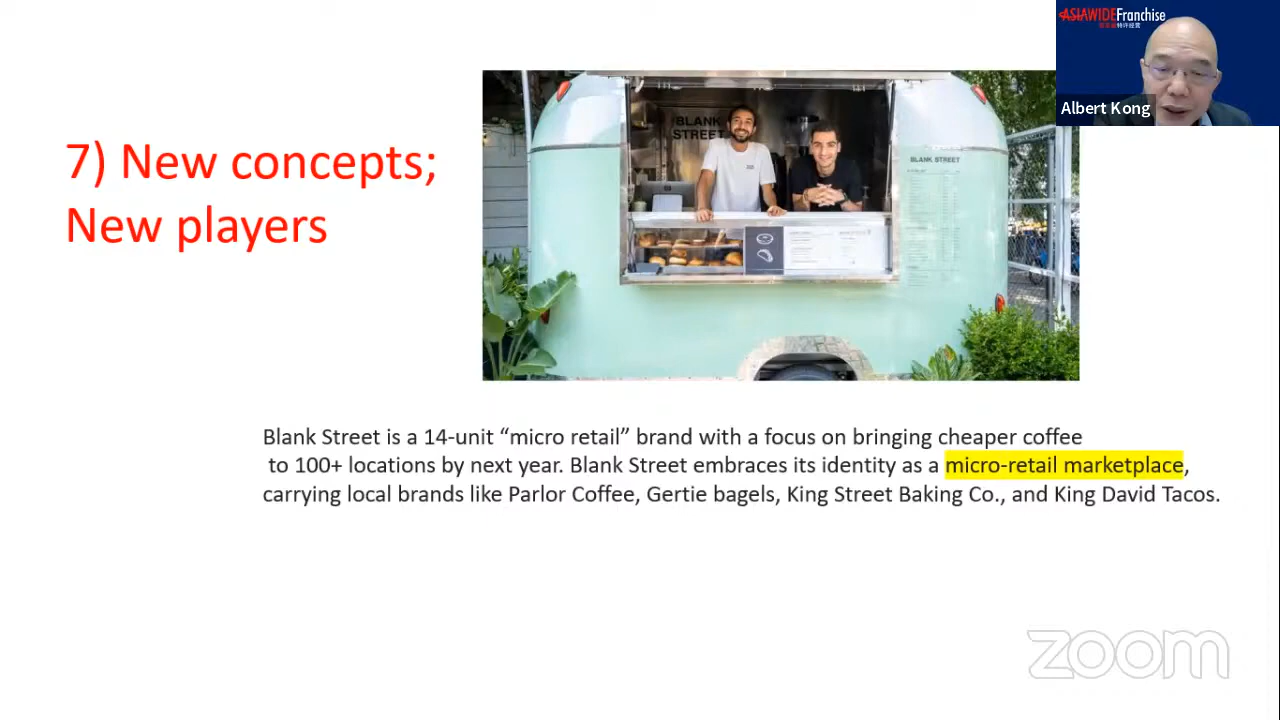 ASIAWIDEFranchise
Albert Kong
7) New concepts;
New players
BLANK
STREET
BLANK STREET
Blank Street is a 14-unit “micro retail” brand with a focus on bringing cheaper coffee
to 100+ locations by next year. Blank Street embraces its identity as a micro-retail marketplace,
carrying local brands like Parlor Coffee, Gertie bagels, King Street Baking Co., and King David Tacos.
zoom